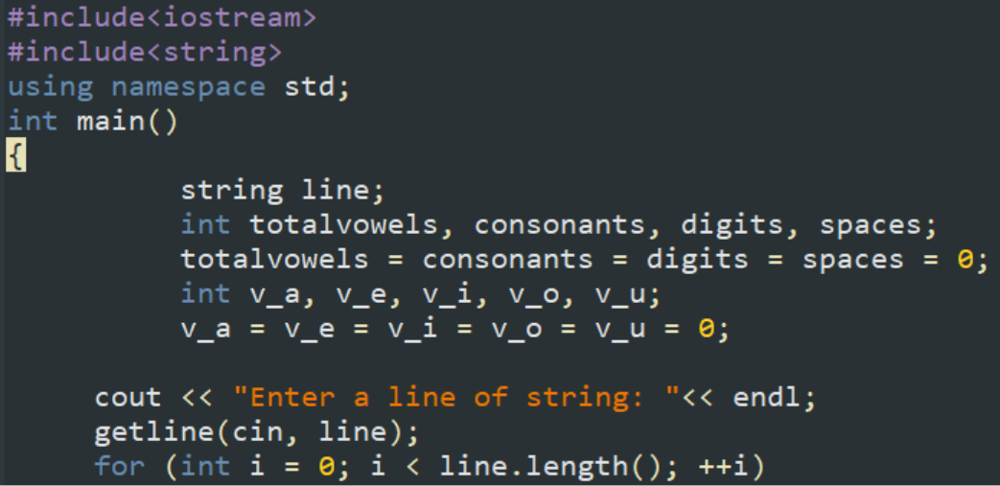 #include<iostream>
#include<string>
using namespace std;
int main()
{
string line;
int totalvowels, consonants, digits, spaces;
totalvowels = consonants = digits = spaces = 0;
int v_a, v_e, v_i, v_o, v_u;
v_a = v_e = v_i = v_o = v_u = 0;
cout << "Enter a line of string: "<< endl;
getline(cin, line);
for (int i = 0; i < line.length(); ++i)